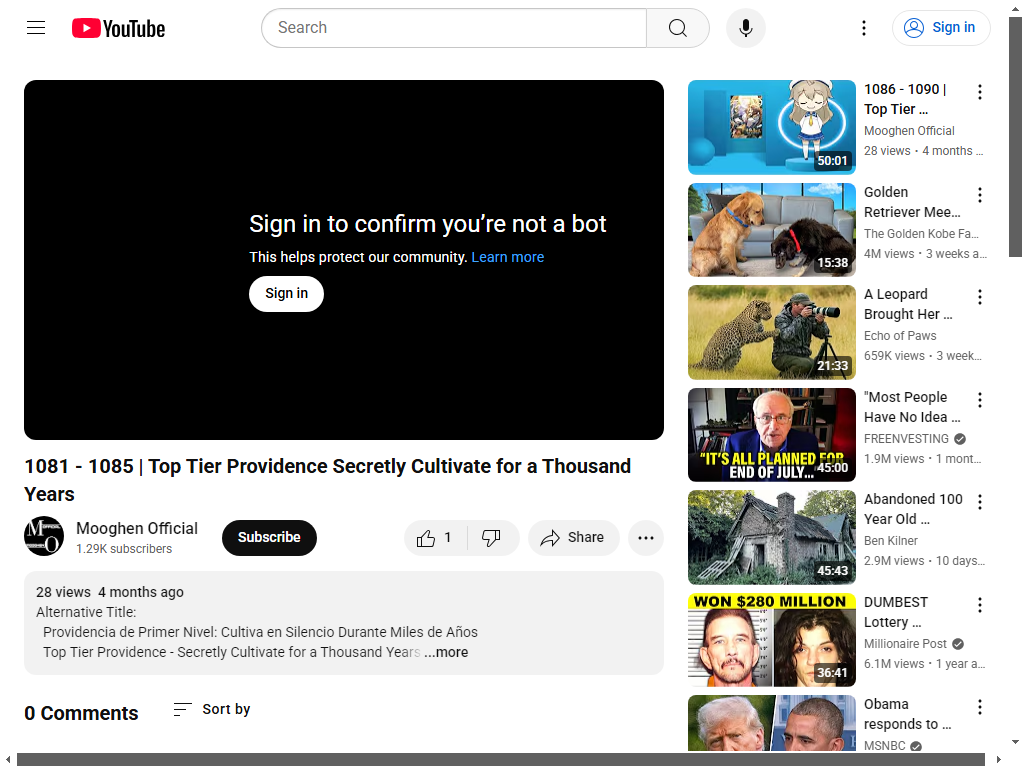 YouTube
Search
Sign in
Sign in to confirm you're not a bot
This helps protect our community. Learn more
Sign in
1081 - 1085 | Top Tier Providence Secretly Cultivate for a Thousand
Years
Mooghen Official
1.29K subscribers
Subscribe
1
Share
28 views 4 months ago
Alternative Title:
Providencia de Primer Nivel: Cultiva en Silencio Durante Miles de Años
Top Tier Providence - Secretly Cultivate for a Thousand Years ...more
0 Comments
Sort by
50:01
1086 - 1090 |
Top Tier ...
Mooghen Official
28 views • 4 months ...
15:38
Golden
Retriever Mee...
The Golden Kobe Fa...
4M views • 3 weeks a...
21:33
A Leopard
Brought Her ...
Echo of Paws
659K views • 3 week...
"IT'S ALL PLANNED FOR
END OF JULY..."
45:00
"Most People
Have No Idea ...
FREENVESTING
1.9M views • 1 mont...
45:43
Abandoned 100
Year Old ...
Ben Kilner
2.9M views • 10 days...
WON $280 MILLION
36:41
DUMBEST
Lottery ...
Millionaire Post
6.1M views • 1 year a...
Obama
responds to ...
MSNBC